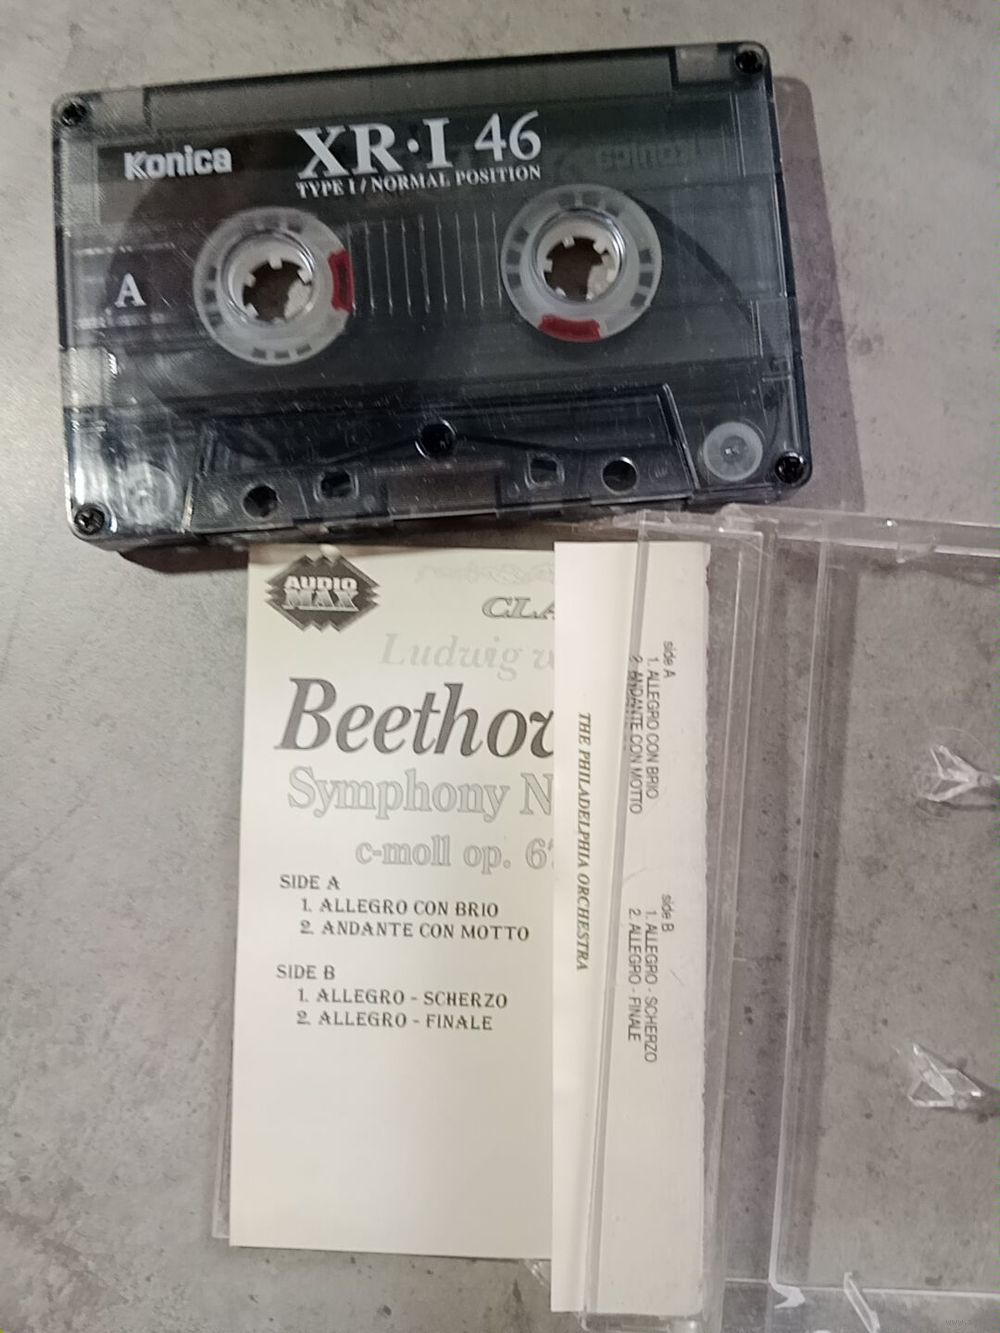 Konica
XR·I 46
TYPE I / NORMAL POSITION
A
AUDIO
MAX
Ludwig
Beethov
Symphony N
c-moll op. 67
SIDE A
1. ALLEGRO CON BRIO
2. ANDANTE CON MOTTO
SIDE B
1. ALLEGRO - SCHERZO
2. ALLEGRO - FINALE
THE PHILADELPHIA ORCHESTRA
side A
1. ALLEGRO CON BRIO
2. ANDANTE CON MOTTO
side B
1. ALLEGRO - SCHERZO
2. ALLEGRO - FINALE